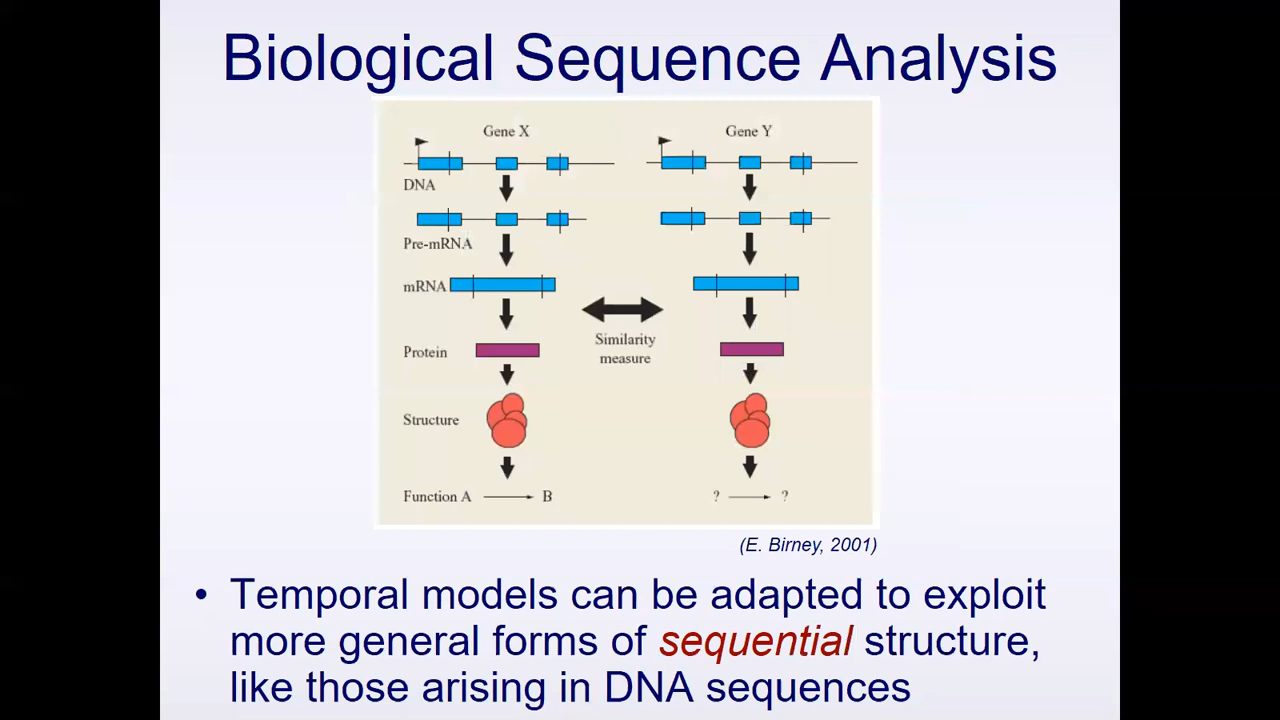 Biological Sequence Analysis
Gene X
Gene Y
DNA
Pre-mRNA
mRNA
Similarity
measure
Protein
Structure
Function A
B
?
?
(E. Birney, 2001)
• Temporal models can be adapted to exploit
more general forms of sequential structure,
like those arising in DNA sequences